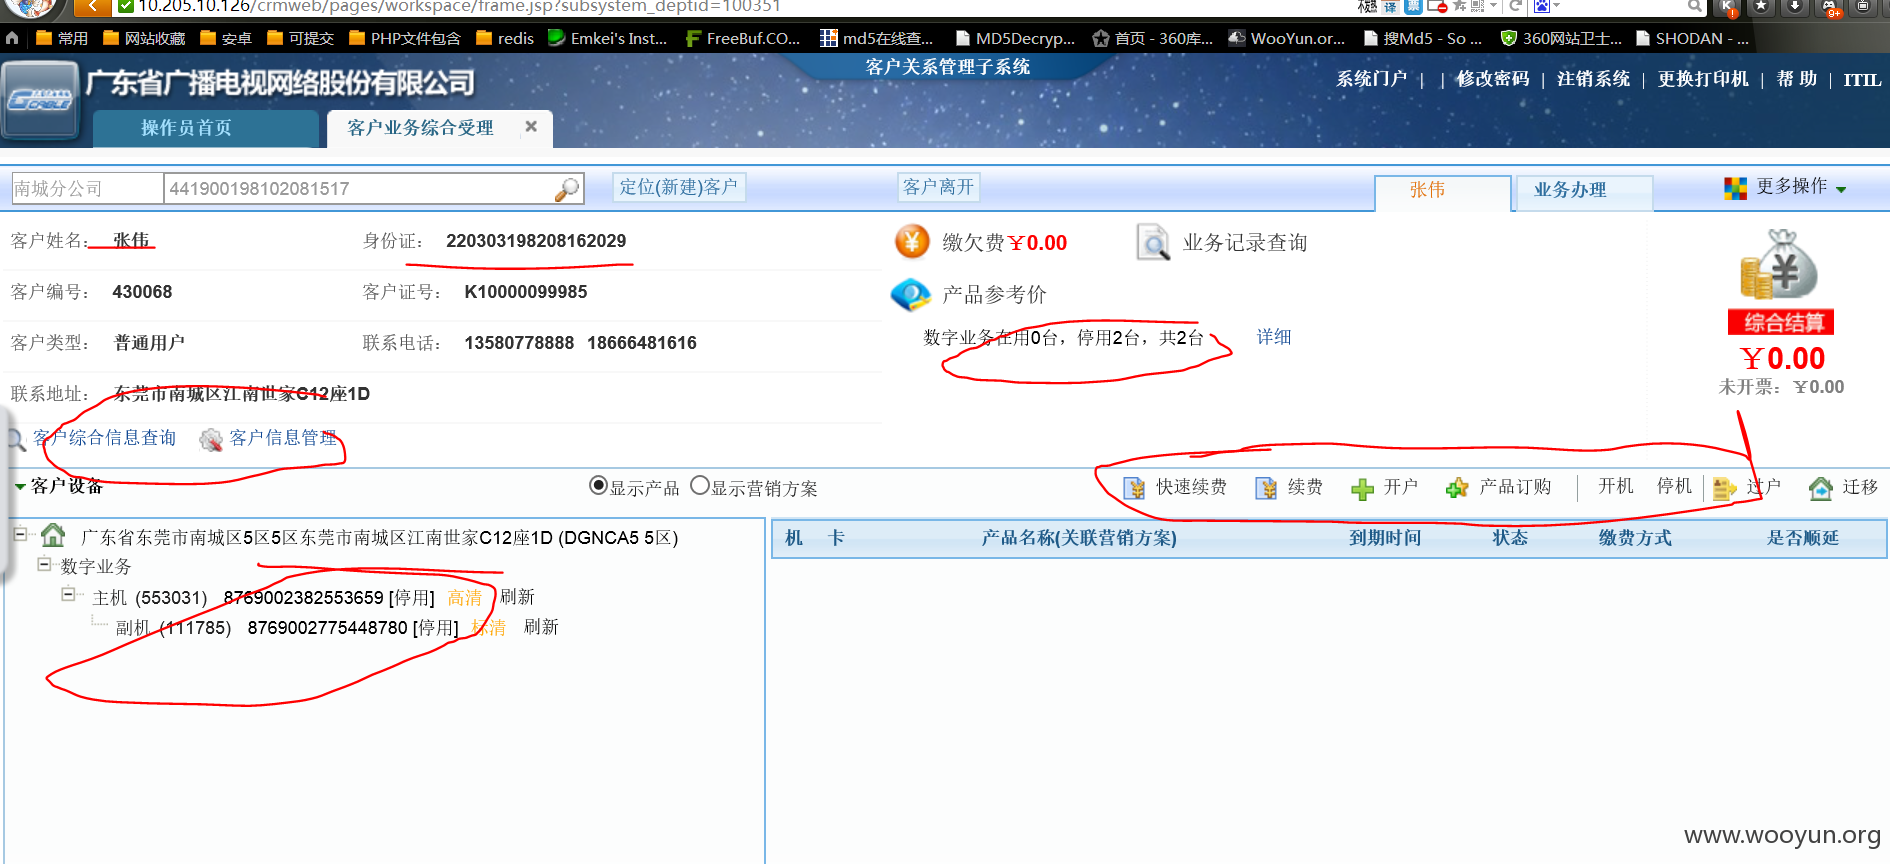 10.205.10.126/crmweb/pages/workspace/frame.jsp?subsystem_deptid=100351
译 票 K 9+
常用 网站收藏 安卓 可提交 PHP文件包含 redis Emkei's Inst... FreeBuf.CO... md5在线查... MD5Decryp... 首页 - 360库... WooYun.or... 搜Md5 - So ... 360网站卫士... SHODAN - ...
广东省广播电视网络股份有限公司
客户关系管理子系统
系统门户 | | 修改密码 | 注销系统 | 更换打印机 | 帮 助 | ITIL
操作员首页 客户业务综合受理
南城分公司 441900198102081517 定位(新建)客户 客户离开 张伟 业务办理 更多操作
客户姓名: 张伟 身份证: 220303198208162029 缴欠费¥0.00 业务记录查询
客户编号: 430068 客户证号: K10000099985 产品参考价
综合结算
客户类型: 普通用户 联系电话: 13580778888 18666481616 数字业务在用0台，停用2台，共2台 详细
¥0.00
未开票: ¥0.00
联系地址: 东莞市南城区江南世家C12座1D
客户综合信息查询 客户信息管理
客户设备 显示产品 显示营销方案 快速续费 续费 开户 产品订购 开机 停机 过户 迁移
广东省东莞市南城区5区5区东莞市南城区江南世家C12座1D (DGNCA5 5区)
机 卡 产品名称(关联营销方案) 到期时间 状态 缴费方式 是否顺延
数字业务
主机 (553031) 8769002382553659 [停用] 高清 刷新
副机 (111785) 8769002775448780 [停用] 标清 刷新
www.wooyun.org